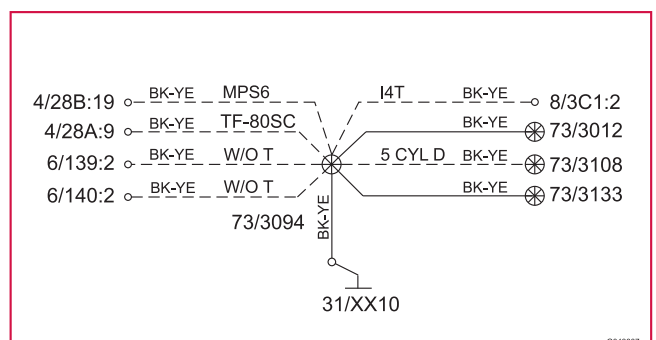 4/28B:19 BK-YE MPS6 I4T BK-YE 8/3C1:2
4/28A:9 BK-YE TF-80SC BK-YE 73/3012
6/139:2 BK-YE W/O T 5 CYL D BK-YE 73/3108
6/140:2 BK-YE W/O T BK-YE 73/3133
73/3094
BK-YE
31/XX10